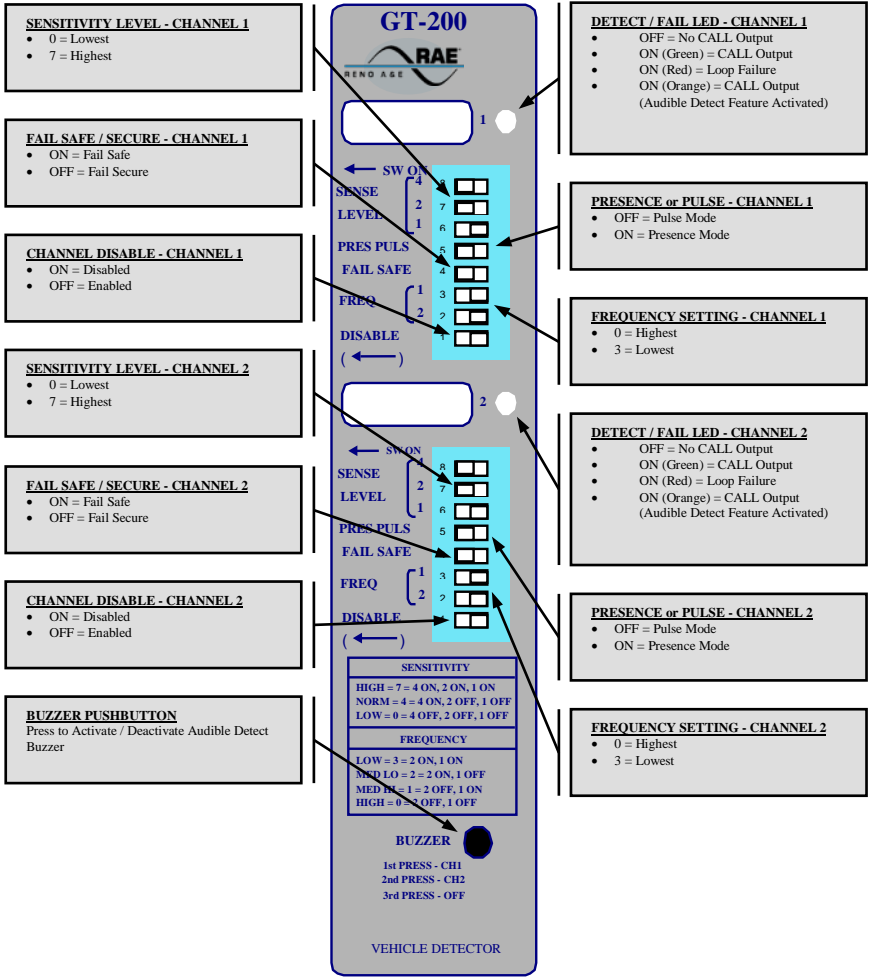 SENSITIVITY LEVEL - CHANNEL 1
• 0 = Lowest
• 7 = Highest
FAIL SAFE / SECURE - CHANNEL 1
• ON = Fail Safe
• OFF = Fail Secure
CHANNEL DISABLE - CHANNEL 1
• ON = Disabled
• OFF = Enabled
SENSITIVITY LEVEL - CHANNEL 2
• 0 = Lowest
• 7 = Highest
FAIL SAFE / SECURE - CHANNEL 2
• ON = Fail Safe
• OFF = Fail Secure
CHANNEL DISABLE - CHANNEL 2
• ON = Disabled
• OFF = Enabled
BUZZER PUSHBUTTON
Press to Activate / Deactivate Audible Detect
Buzzer
GT-200
RAE
RENO A&E
1
SW ON
SENSE
LEVEL
4
2
1
8
7
6
PRES PULS 5
FAIL SAFE 4
FREQ
1
2
3
2
DISABLE 1
( )
2
SW ON
SENSE
LEVEL
4
2
1
8
7
6
PRES PULS 5
FAIL SAFE
FREQ
1
2
3
2
DISABLE
( )
SENSITIVITY
HIGH = 7 = 4 ON, 2 ON, 1 ON
NORM = 4 = 4 ON, 2 OFF, 1 OFF
LOW = 0 = 4 OFF, 2 OFF, 1 OFF
FREQUENCY
LOW = 3 = 2 ON, 1 ON
MED LO = 2 = 2 ON, 1 OFF
MED HI = 1 = 2 OFF, 1 ON
HIGH = 0 = 2 OFF, 1 OFF
BUZZER
1st PRESS - CH1
2nd PRESS - CH2
3rd PRESS - OFF
VEHICLE DETECTOR
DETECT / FAIL LED - CHANNEL 1
• OFF = No CALL Output
• ON (Green) = CALL Output
• ON (Red) = Loop Failure
• ON (Orange) = CALL Output
(Audible Detect Feature Activated)
PRESENCE or PULSE - CHANNEL 1
• OFF = Pulse Mode
• ON = Presence Mode
FREQUENCY SETTING - CHANNEL 1
• 0 = Highest
• 3 = Lowest
DETECT / FAIL LED - CHANNEL 2
• OFF = No CALL Output
• ON (Green) = CALL Output
• ON (Red) = Loop Failure
• ON (Orange) = CALL Output
(Audible Detect Feature Activated)
PRESENCE or PULSE - CHANNEL 2
• OFF = Pulse Mode
• ON = Presence Mode
FREQUENCY SETTING - CHANNEL 2
• 0 = Highest
• 3 = Lowest